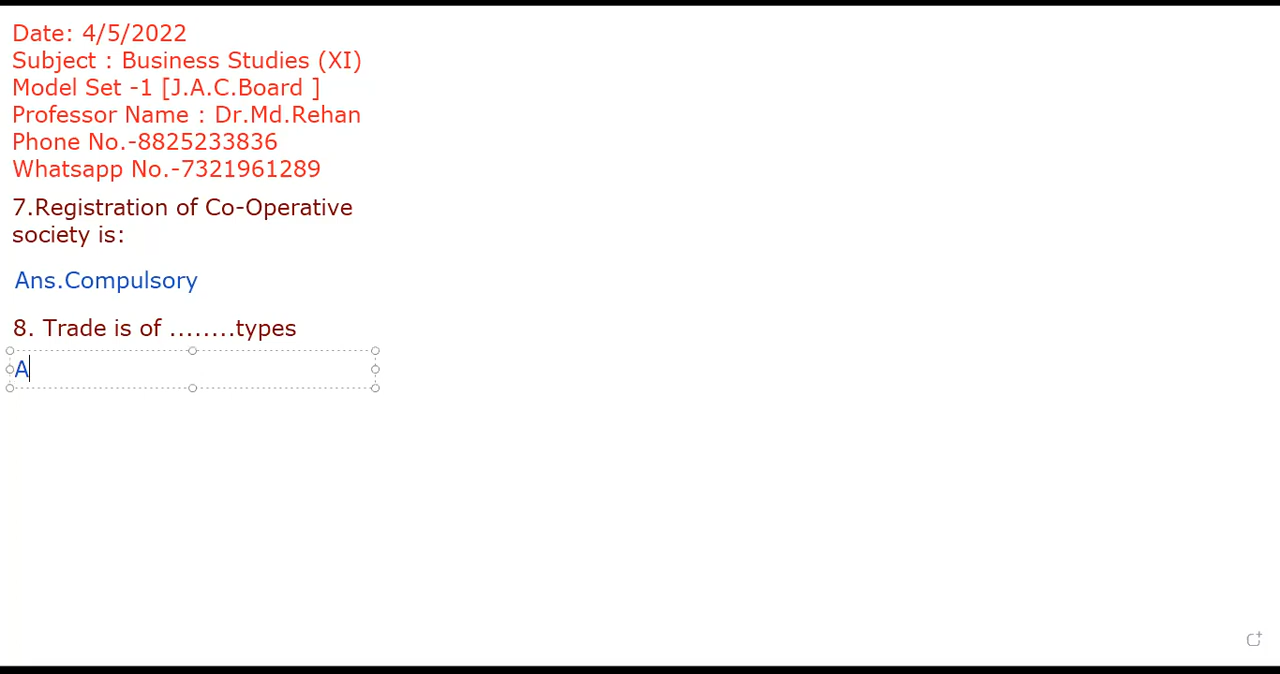 Date: 4/5/2022
Subject : Business Studies (XI)
Model Set -1 [J.A.C.Board ]
Professor Name : Dr.Md.Rehan
Phone No.-8825233836
Whatsapp No.-7321961289
7.Registration of Co-Operative
society is:
Ans.Compulsory
8. Trade is of ........types
A